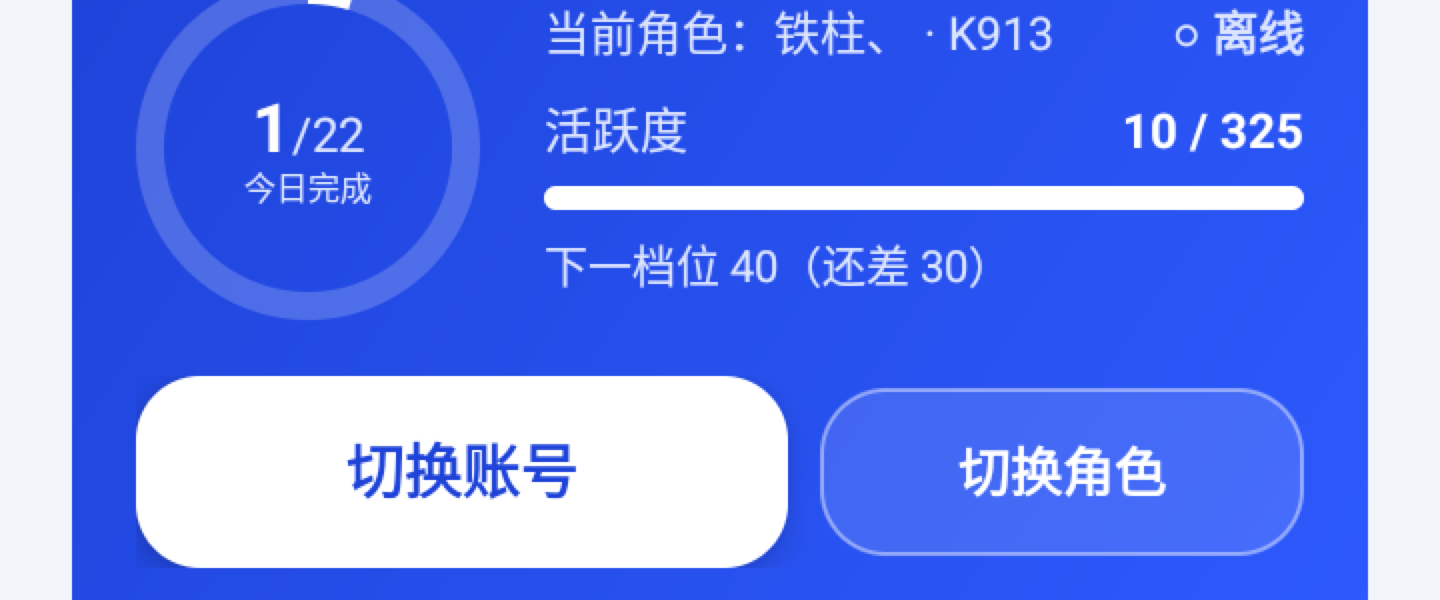 当前角色：铁柱、 · K913
○ 离线
1/22
今日完成
活跃度
10 / 325
下一档位 40（还差 30）
切换账号
切换角色